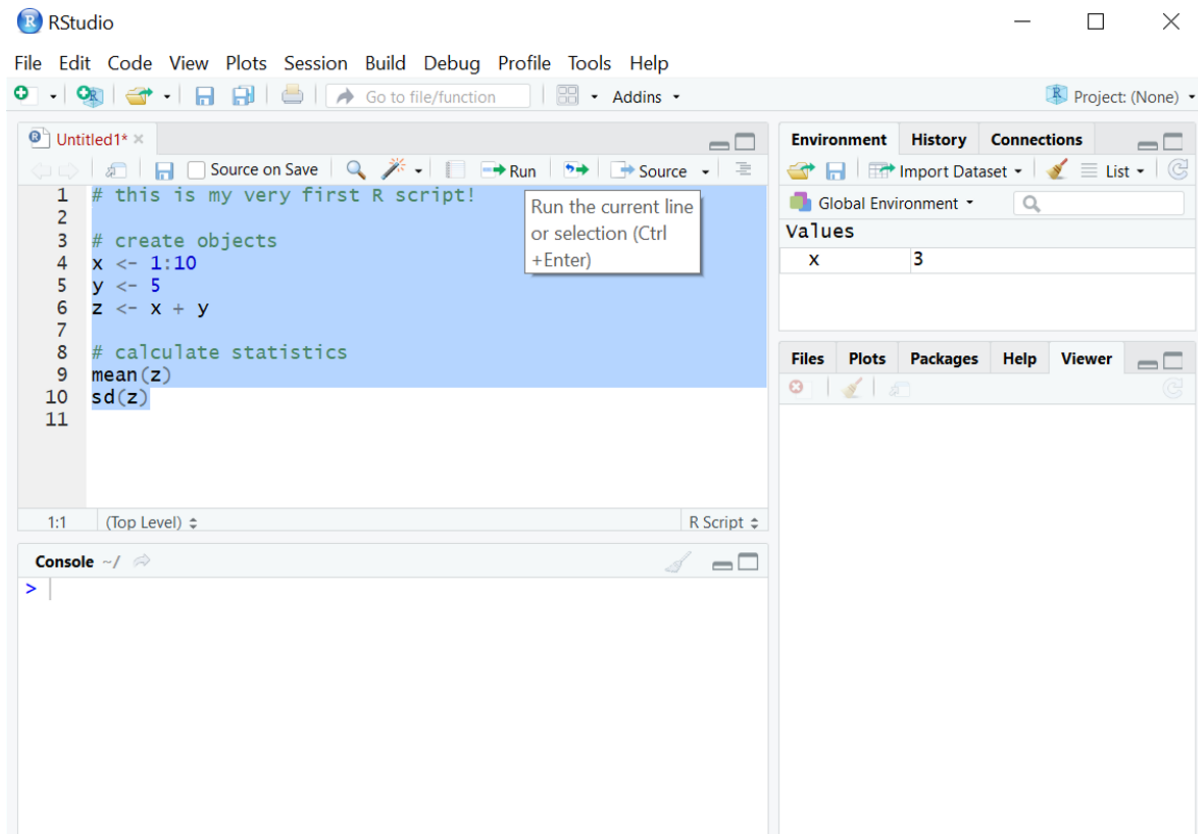 RStudio
File Edit Code View Plots Session Build Debug Profile Tools Help
Go to file/function Addins Project: (None)
Untitled1*
Source on Save Run Source
1 # this is my very first R script!
2
3 # create objects
4 x <- 1:10
5 y <- 5
6 z <- x + y
7
8 # calculate statistics
9 mean(z)
10 sd(z)
11
Run the current line
or selection (Ctrl
+Enter)
1:1 (Top Level) R Script
Console ~/
>
Environment History Connections
Import Dataset List
Global Environment
Values
x 3
Files Plots Packages Help Viewer